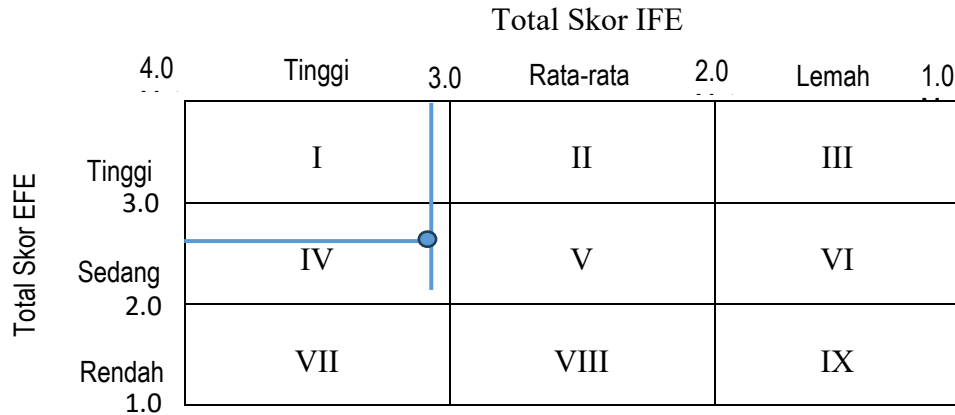 Total Skor IFE
4.0 Tinggi 3.0 Rata-rata 2.0 Lemah 1.0
Total Skor EFE
Tinggi I II III
3.0
Sedang IV V VI
2.0
Rendah VII VIII IX
1.0